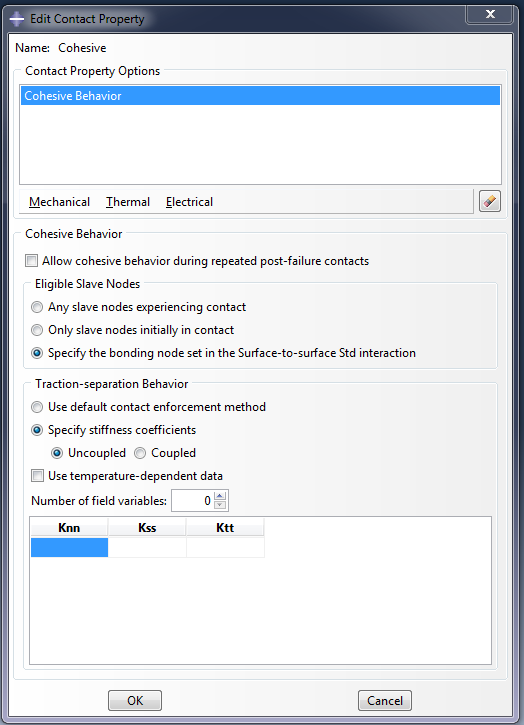 Edit Contact Property
Name: Cohesive
Contact Property Options
Cohesive Behavior
Mechanical Thermal Electrical
Cohesive Behavior
Allow cohesive behavior during repeated post-failure contacts
Eligible Slave Nodes
Any slave nodes experiencing contact
Only slave nodes initially in contact
Specify the bonding node set in the Surface-to-surface Std interaction
Traction-separation Behavior
Use default contact enforcement method
Specify stiffness coefficients
Uncoupled Coupled
Use temperature-dependent data
Number of field variables: 0
Knn Kss Ktt
OK Cancel